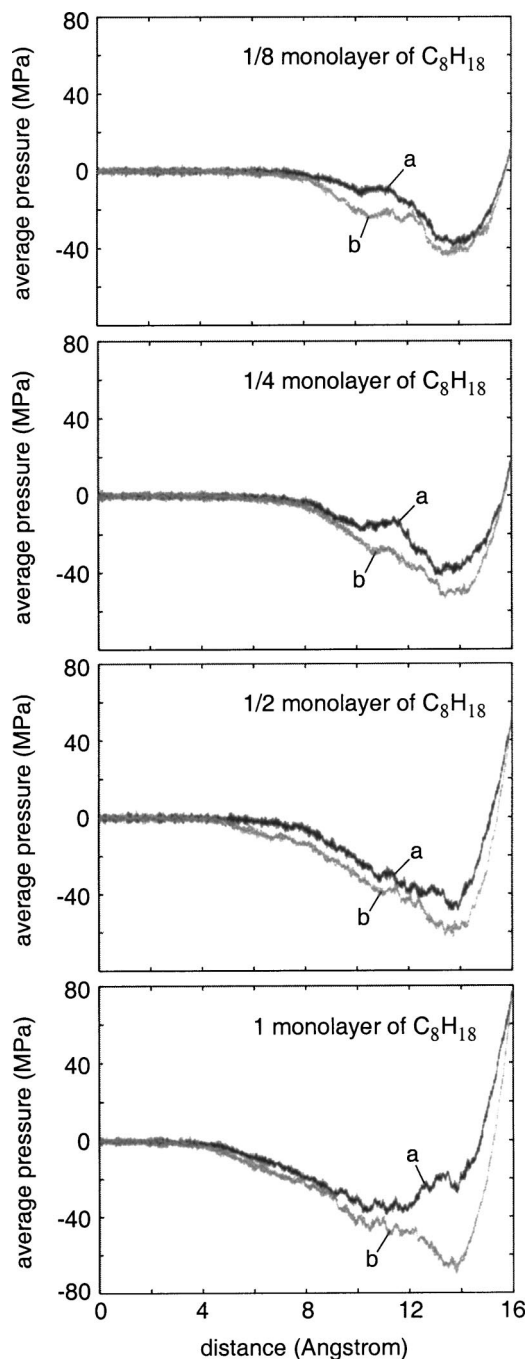 80
40
0
-40
average pressure (MPa)
1/8 monolayer of C₈H₁₈
a
b
80
40
0
-40
average pressure (MPa)
1/4 monolayer of C₈H₁₈
a
b
80
40
0
-40
average pressure (MPa)
1/2 monolayer of C₈H₁₈
a
b
80
40
0
-40
-80
average pressure (MPa)
1 monolayer of C₈H₁₈
a
b
0 4 8 12 16
distance (Angstrom)